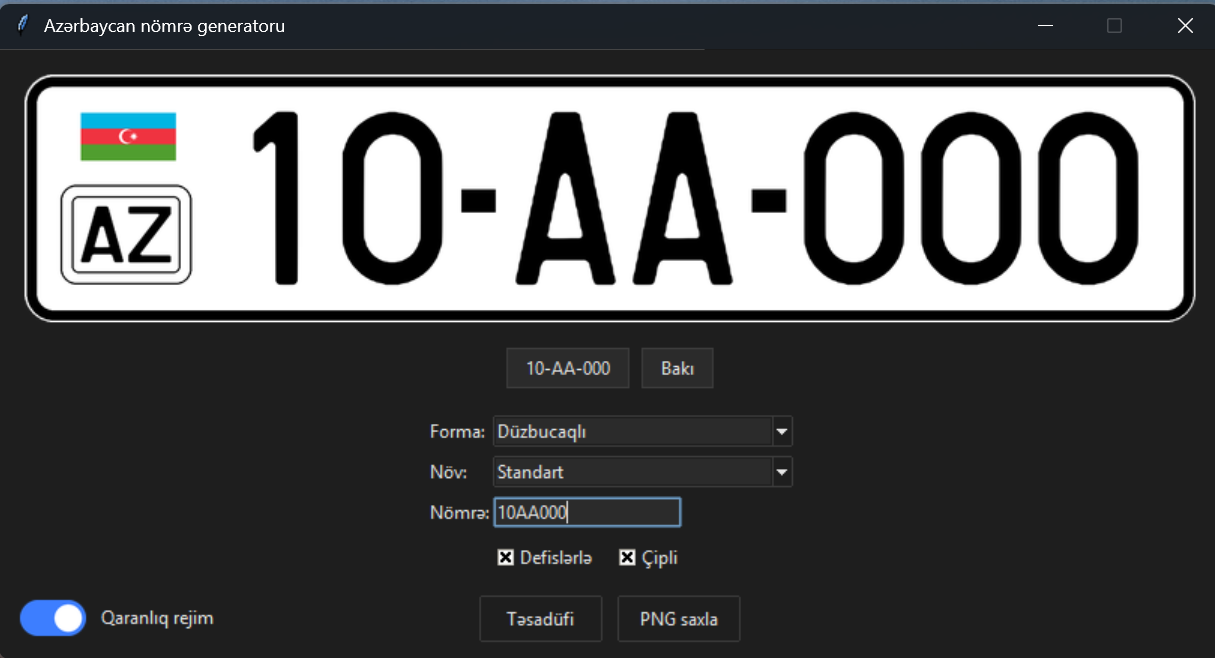 Azərbaycan nömrə generatoru
10-AA-000
AZ
10-AA-000 Bakı
Forma: Düzbucaqlı
Növ: Standart
Nömrə: 10AA000
Defislərlə Çipli
Qaranlıq rejim Təsadüfi PNG saxla